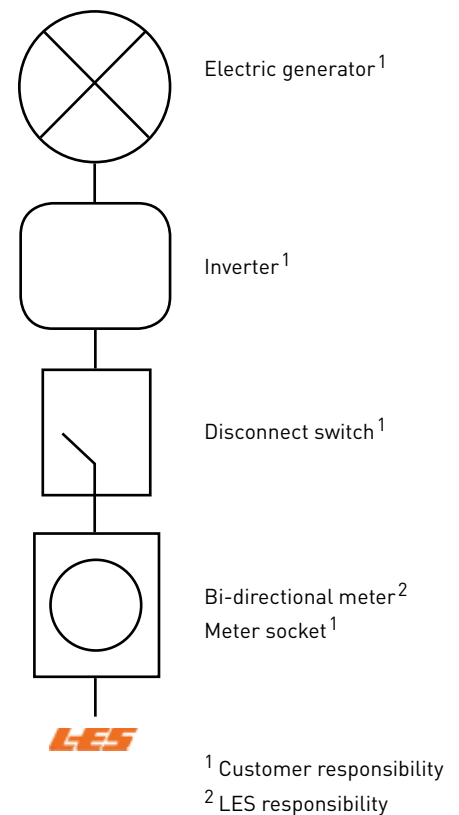 Electric generator¹
Inverter¹
Disconnect switch¹
Bi-directional meter²
Meter socket¹
LES
¹ Customer responsibility
² LES responsibility